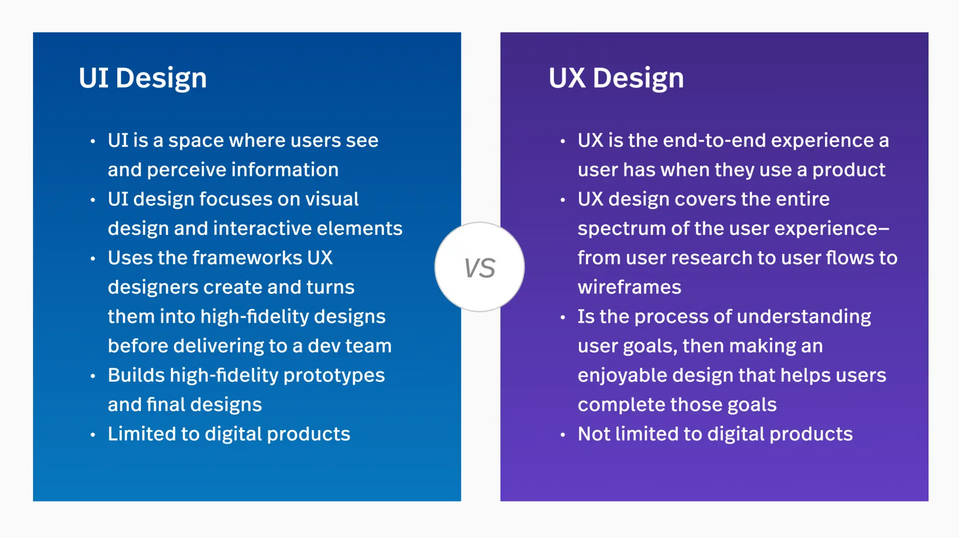 UI Design
• UI is a space where users see
and perceive information
• UI design focuses on visual
design and interactive elements
• Uses the frameworks UX
designers create and turns
them into high-fidelity designs
before delivering to a dev team
• Builds high-fidelity prototypes
and final designs
• Limited to digital products
VS
UX Design
• UX is the end-to-end experience a
user has when they use a product
• UX design covers the entire
spectrum of the user experience—
from user research to user flows to
wireframes
• Is the process of understanding
user goals, then making an
enjoyable design that helps users
complete those goals
• Not limited to digital products